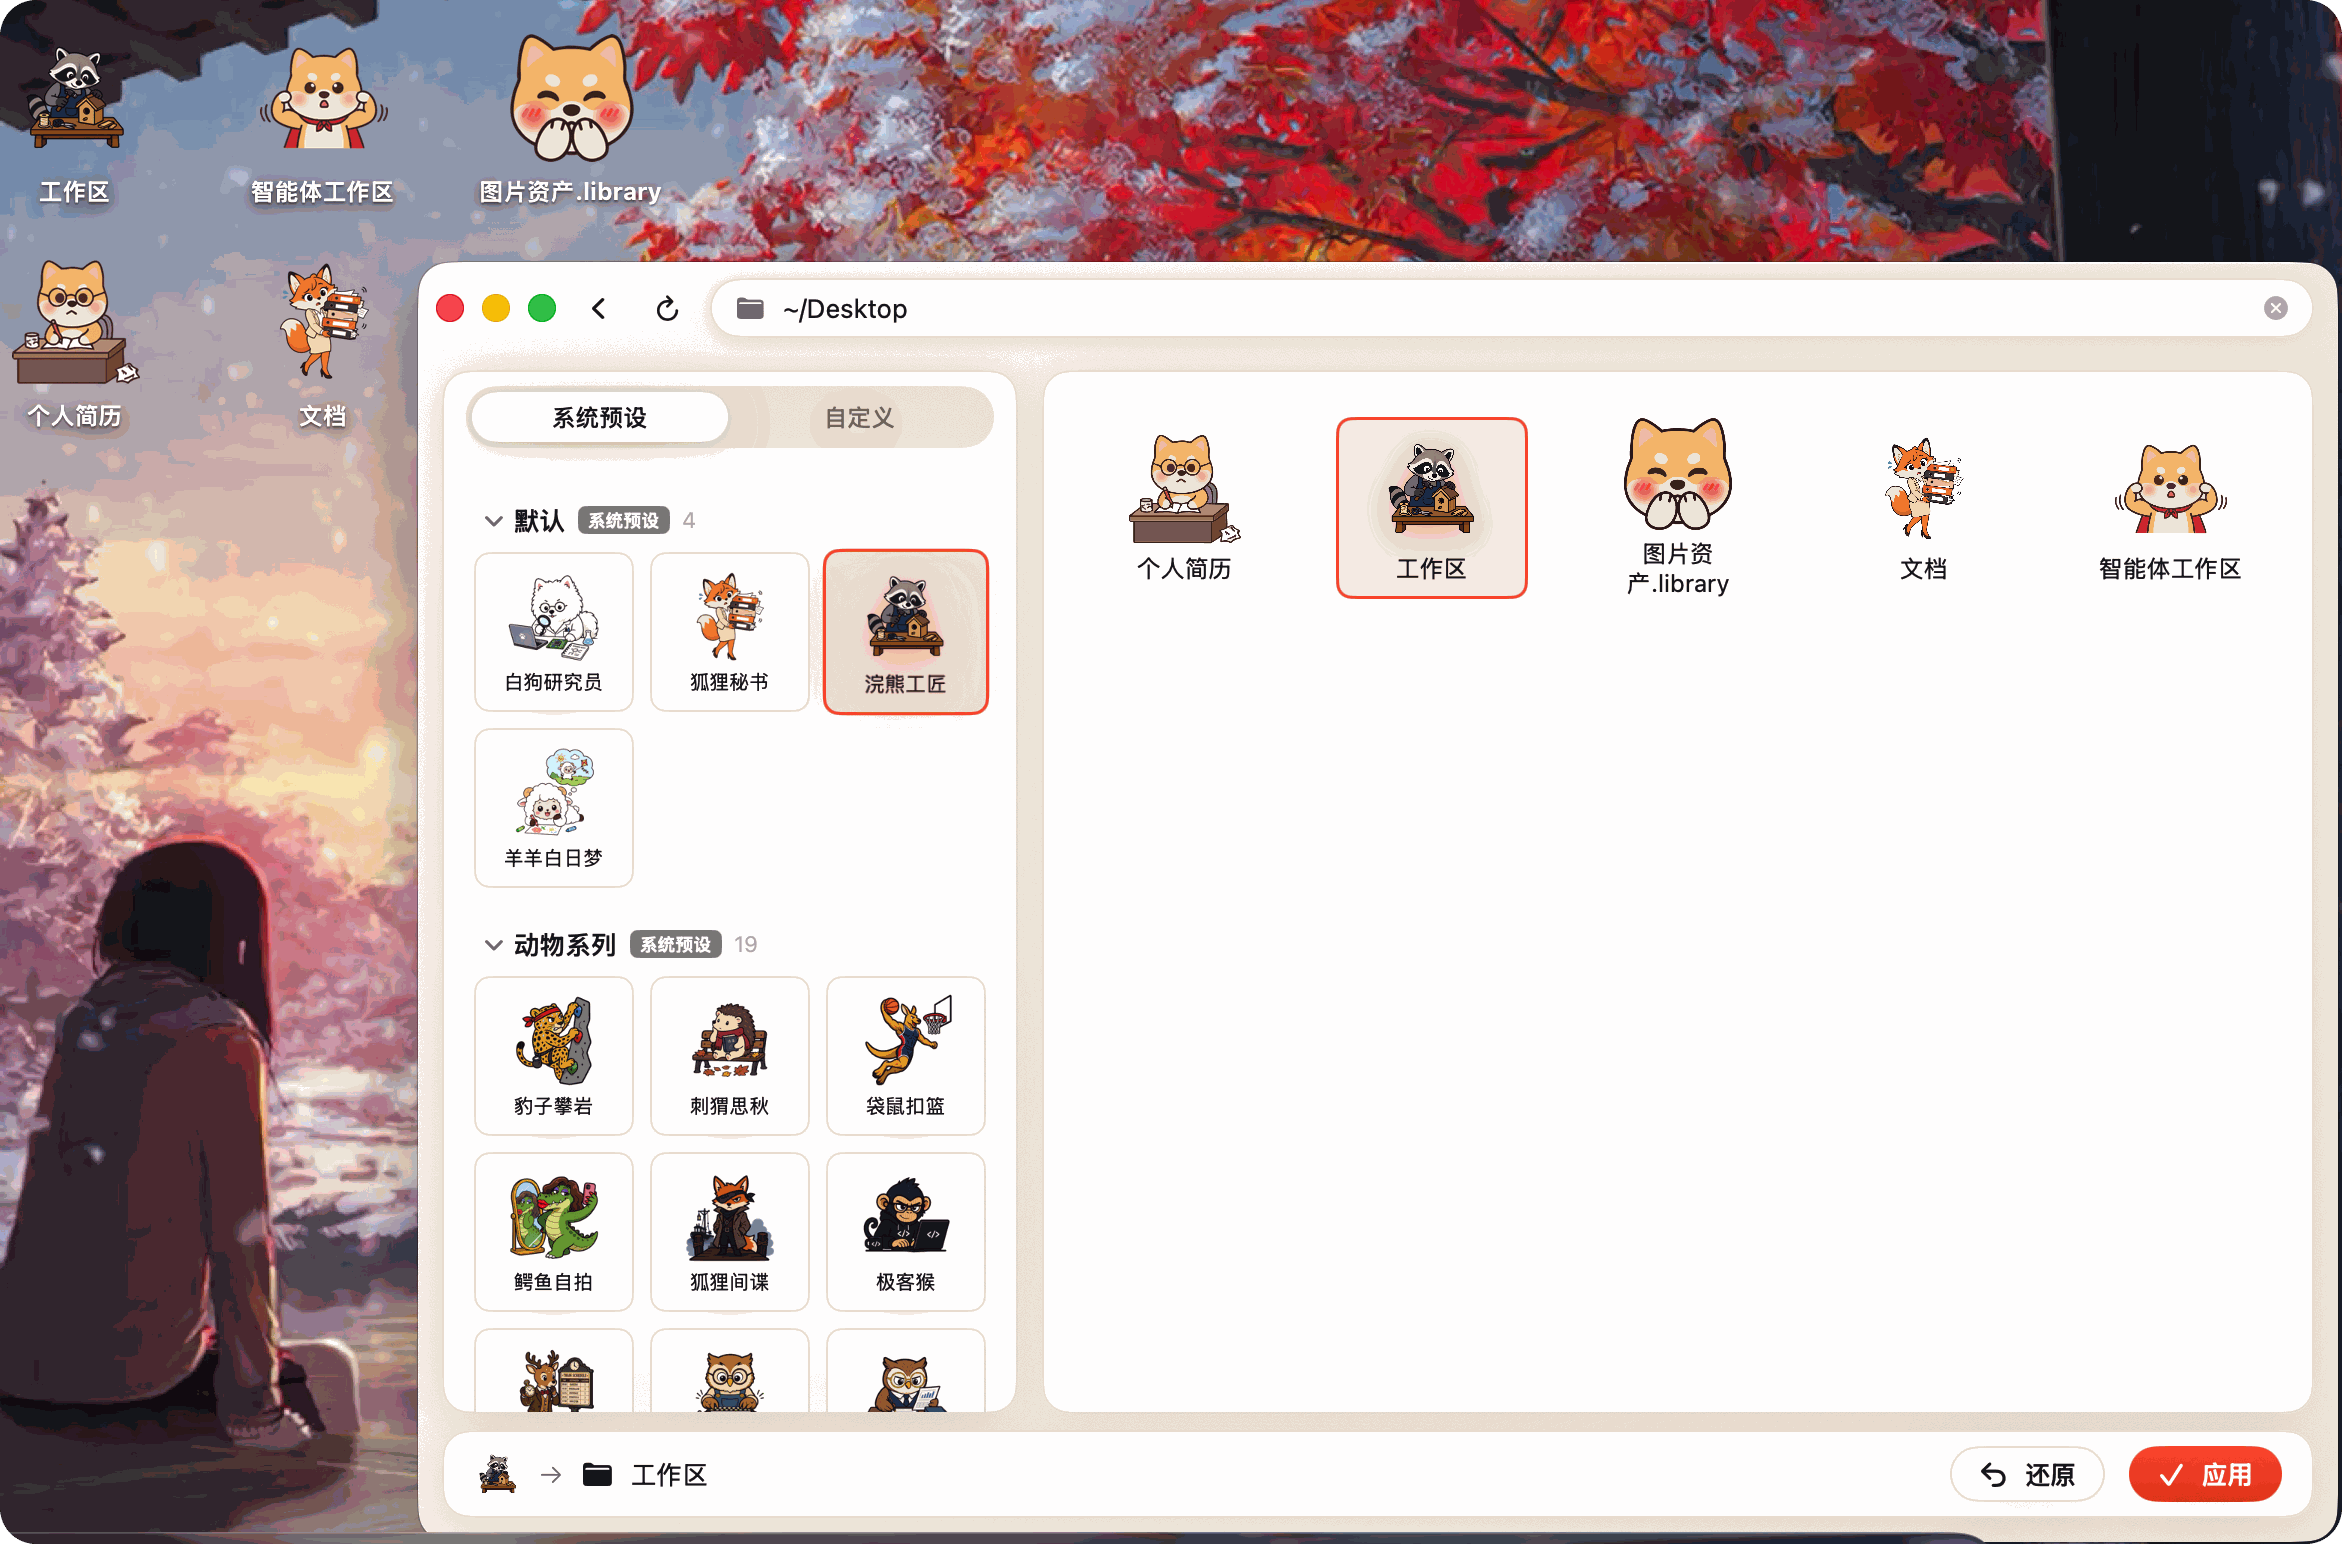 工作区
智能体工作区
图片资产.library
个人简历
文档
~/Desktop
系统预设
自定义
默认 系统预设 4
白狗研究员
狐狸秘书
浣熊工匠
羊羊白日梦
动物系列 系统预设 19
豹子攀岩
刺猬思秋
袋鼠扣篮
鳄鱼自拍
狐狸间谍
极客猴
个人简历
工作区
图片资
产.library
文档
智能体工作区
工作区
还原
应用